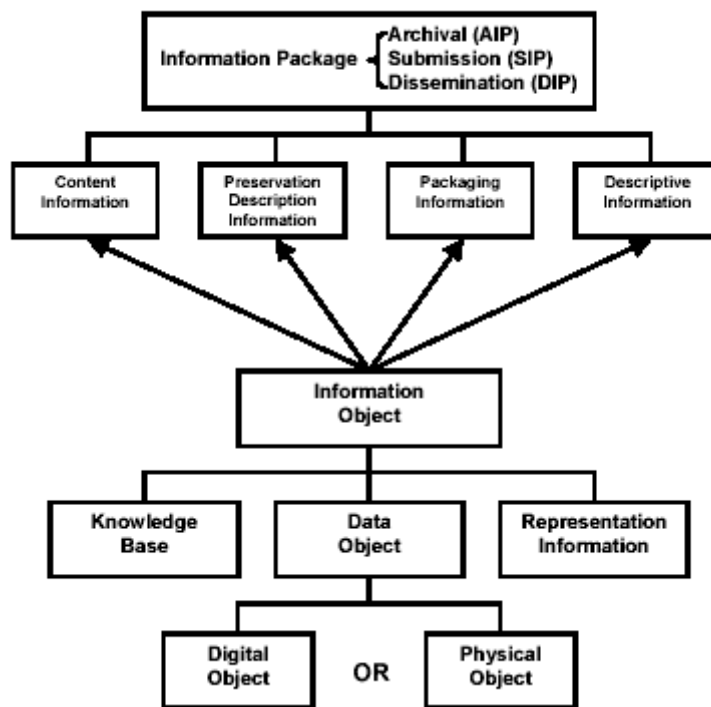 Information Package
Archival (AIP)
Submission (SIP)
Dissemination (DIP)
Content
Information
Preservation
Description
Information
Packaging
Information
Descriptive
Information
Information
Object
Knowledge
Base
Data
Object
Representation
Information
Digital
Object
OR
Physical
Object